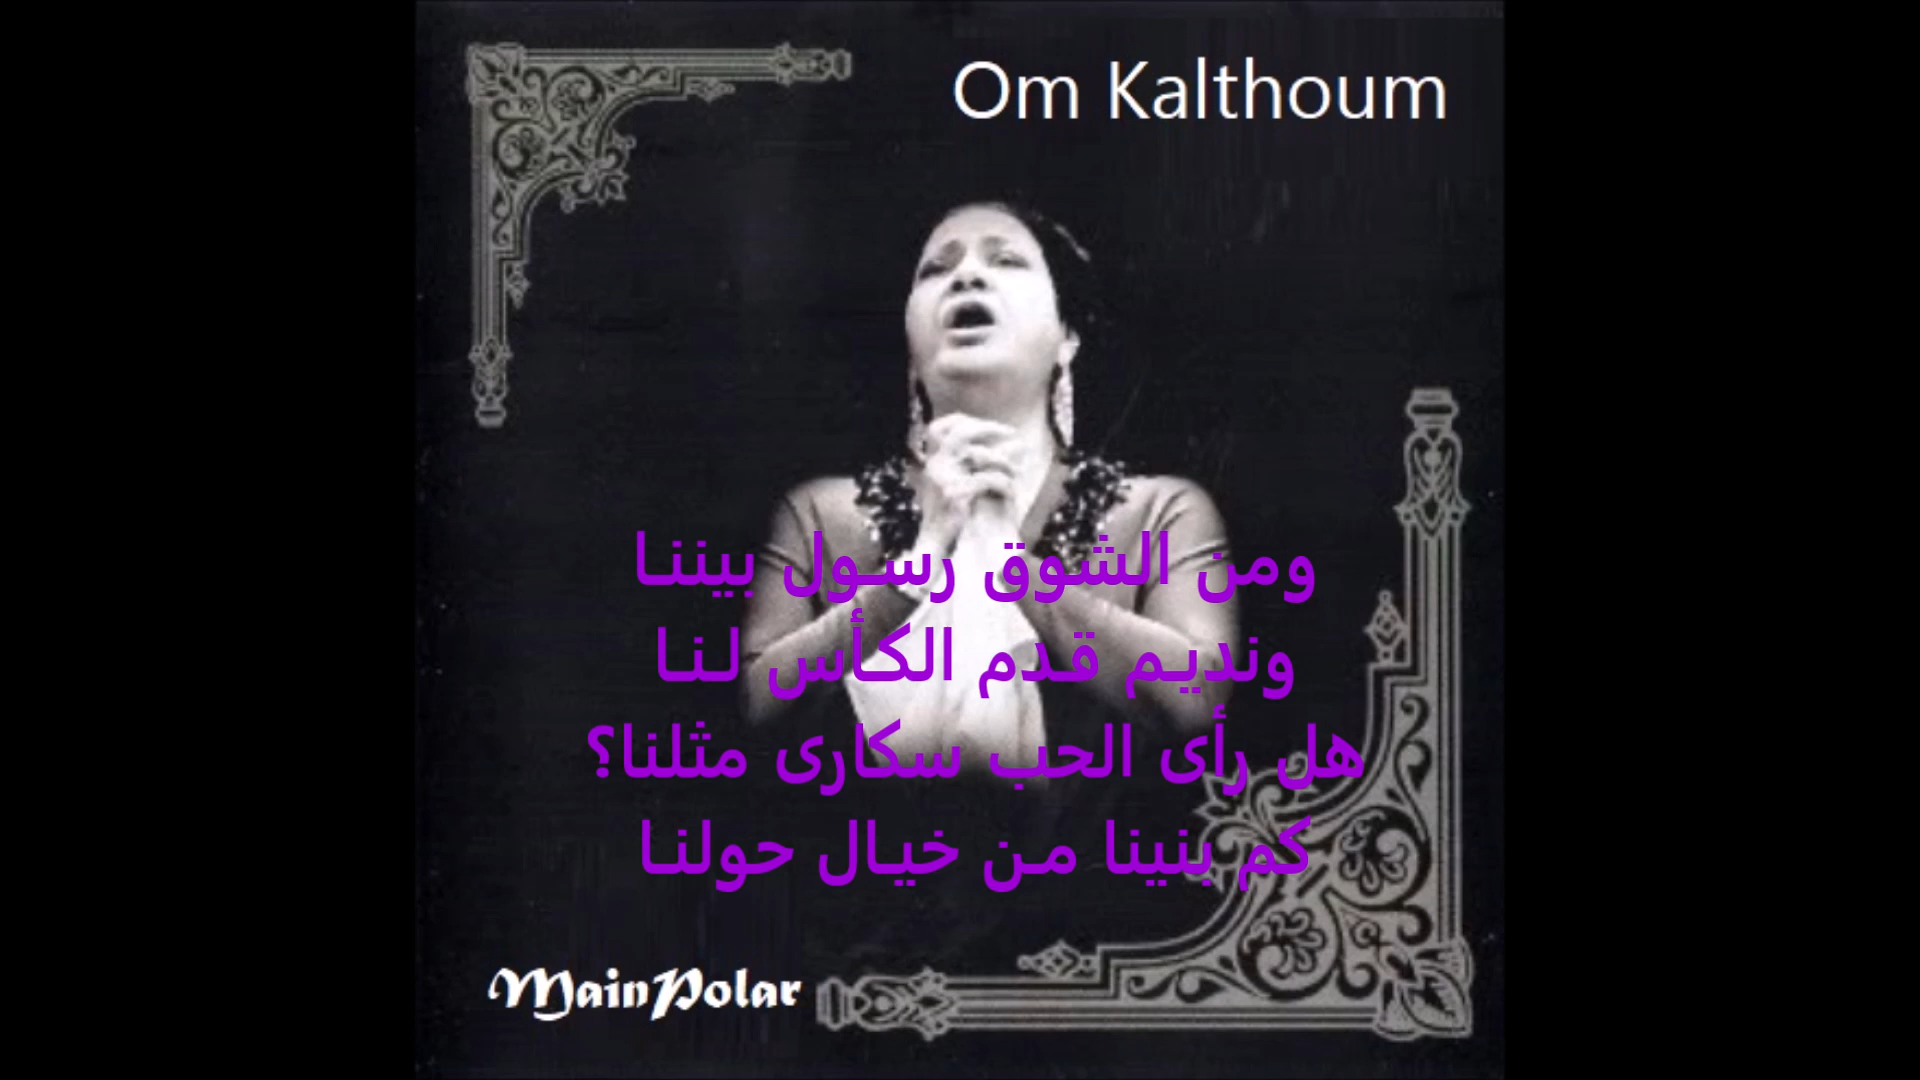 Om Kalthoum
ومن الشوق رسول بيننا
ونديم قدم الكأس لنا
هل رأى الحب سكارى مثلنا؟
كم بنينا من خيال حولنا
MainPolar